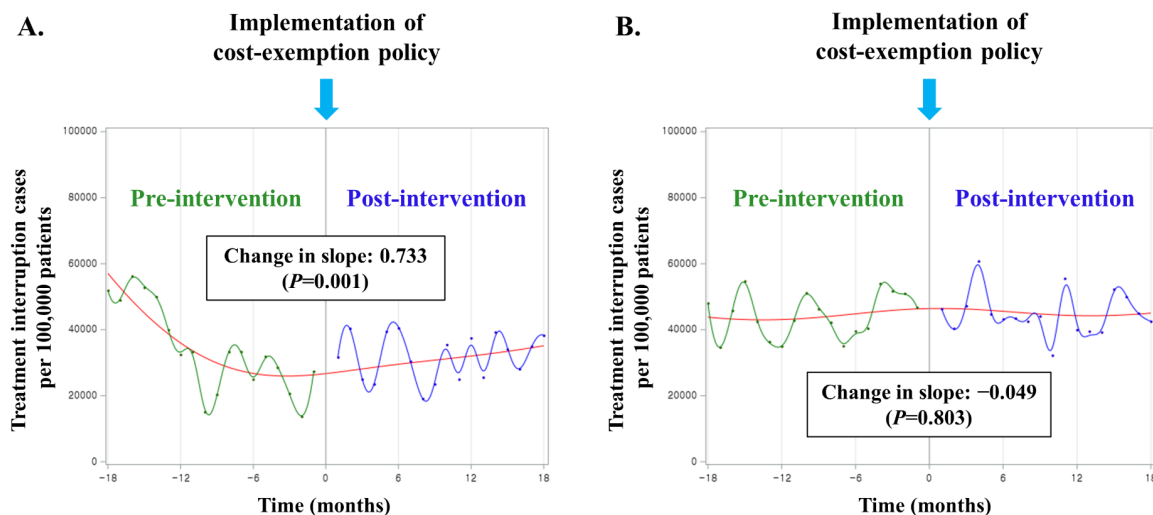 A.
Implementation of
cost-exemption policy
Treatment interruption cases
per 100,000 patients
100000
80000
60000
40000
20000
0
Pre-intervention
Post-intervention
Change in slope: 0.733
(P=0.001)
−18
−12
−6
0
6
12
18
Time (months)
B.
Implementation of
cost-exemption policy
Treatment interruption cases
per 100,000 patients
100000
80000
60000
40000
20000
0
Pre-intervention
Post-intervention
Change in slope: −0.049
(P=0.803)
−18
−12
−6
0
6
12
18
Time (months)